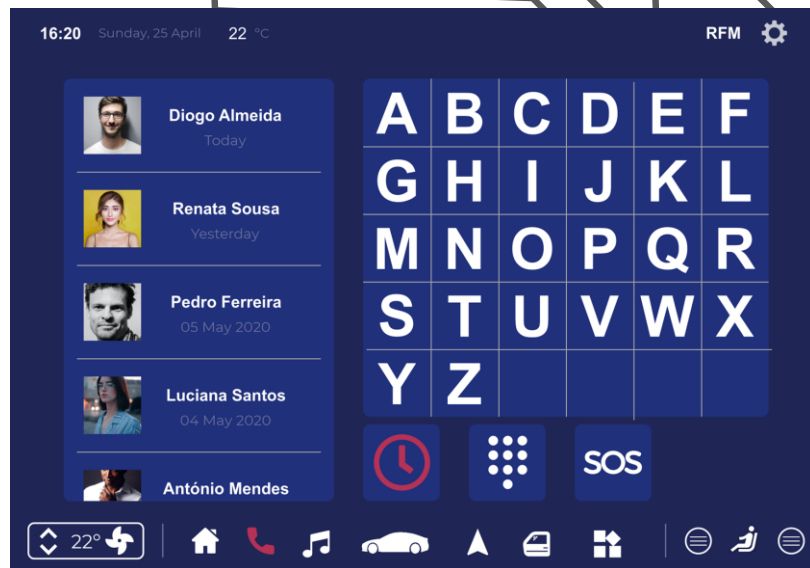 16:20 Sunday, 25 April 22 °C RFM
Diogo Almeida
Today
Renata Sousa
Yesterday
Pedro Ferreira
05 May 2020
Luciana Santos
04 May 2020
António Mendes
A B C D E F
G H I J K L
M N O P Q R
S T U V W X
Y Z
SOS
22°